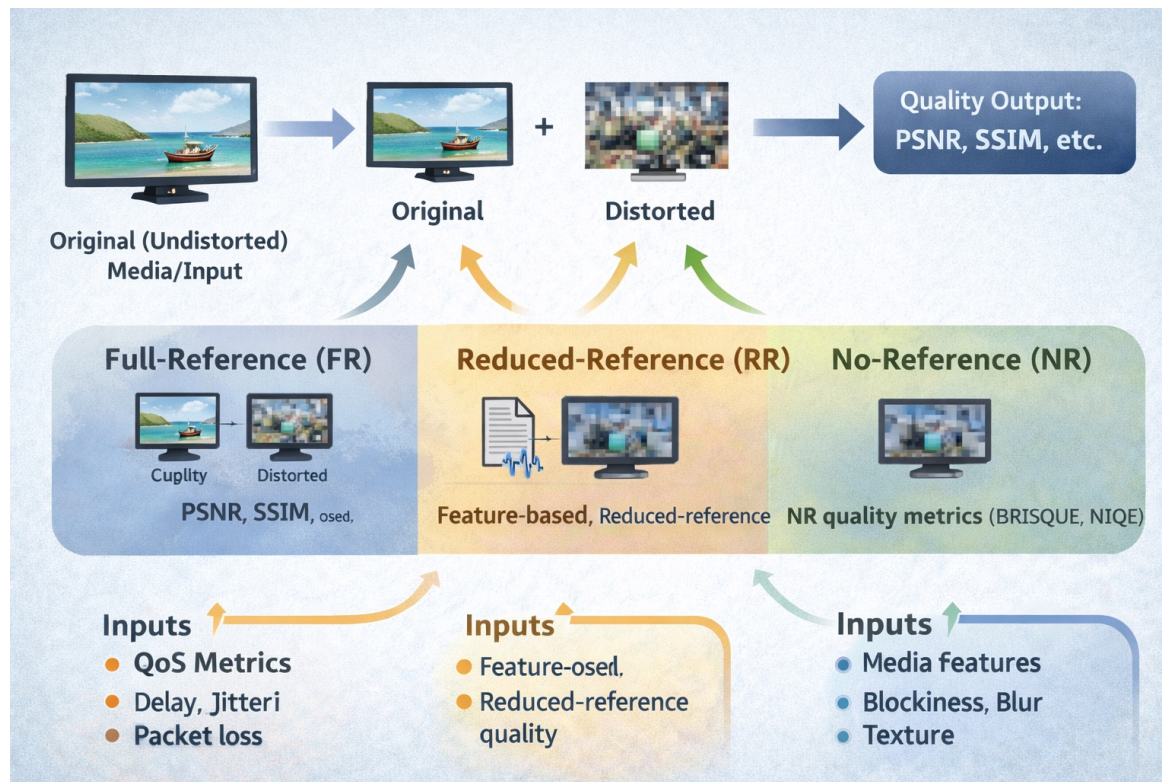 Quality Output:
PSNR, SSIM, etc.
Original
Distorted
Original (Undistorted)
Media/Input
Full-Reference (FR)
Reduced-Reference (RR)
No-Reference (NR)
Cuplity
Distorted
PSNR, SSIM, osed,
Feature-based, Reduced-reference
NR quality metrics (BRISQUE, NIQE)
Inputs
QoS Metrics
Delay, Jitteri
Packet loss
Inputs
Feature-osed,
Reduced-reference
quality
Inputs
Media features
Blockiness, Blur
Texture